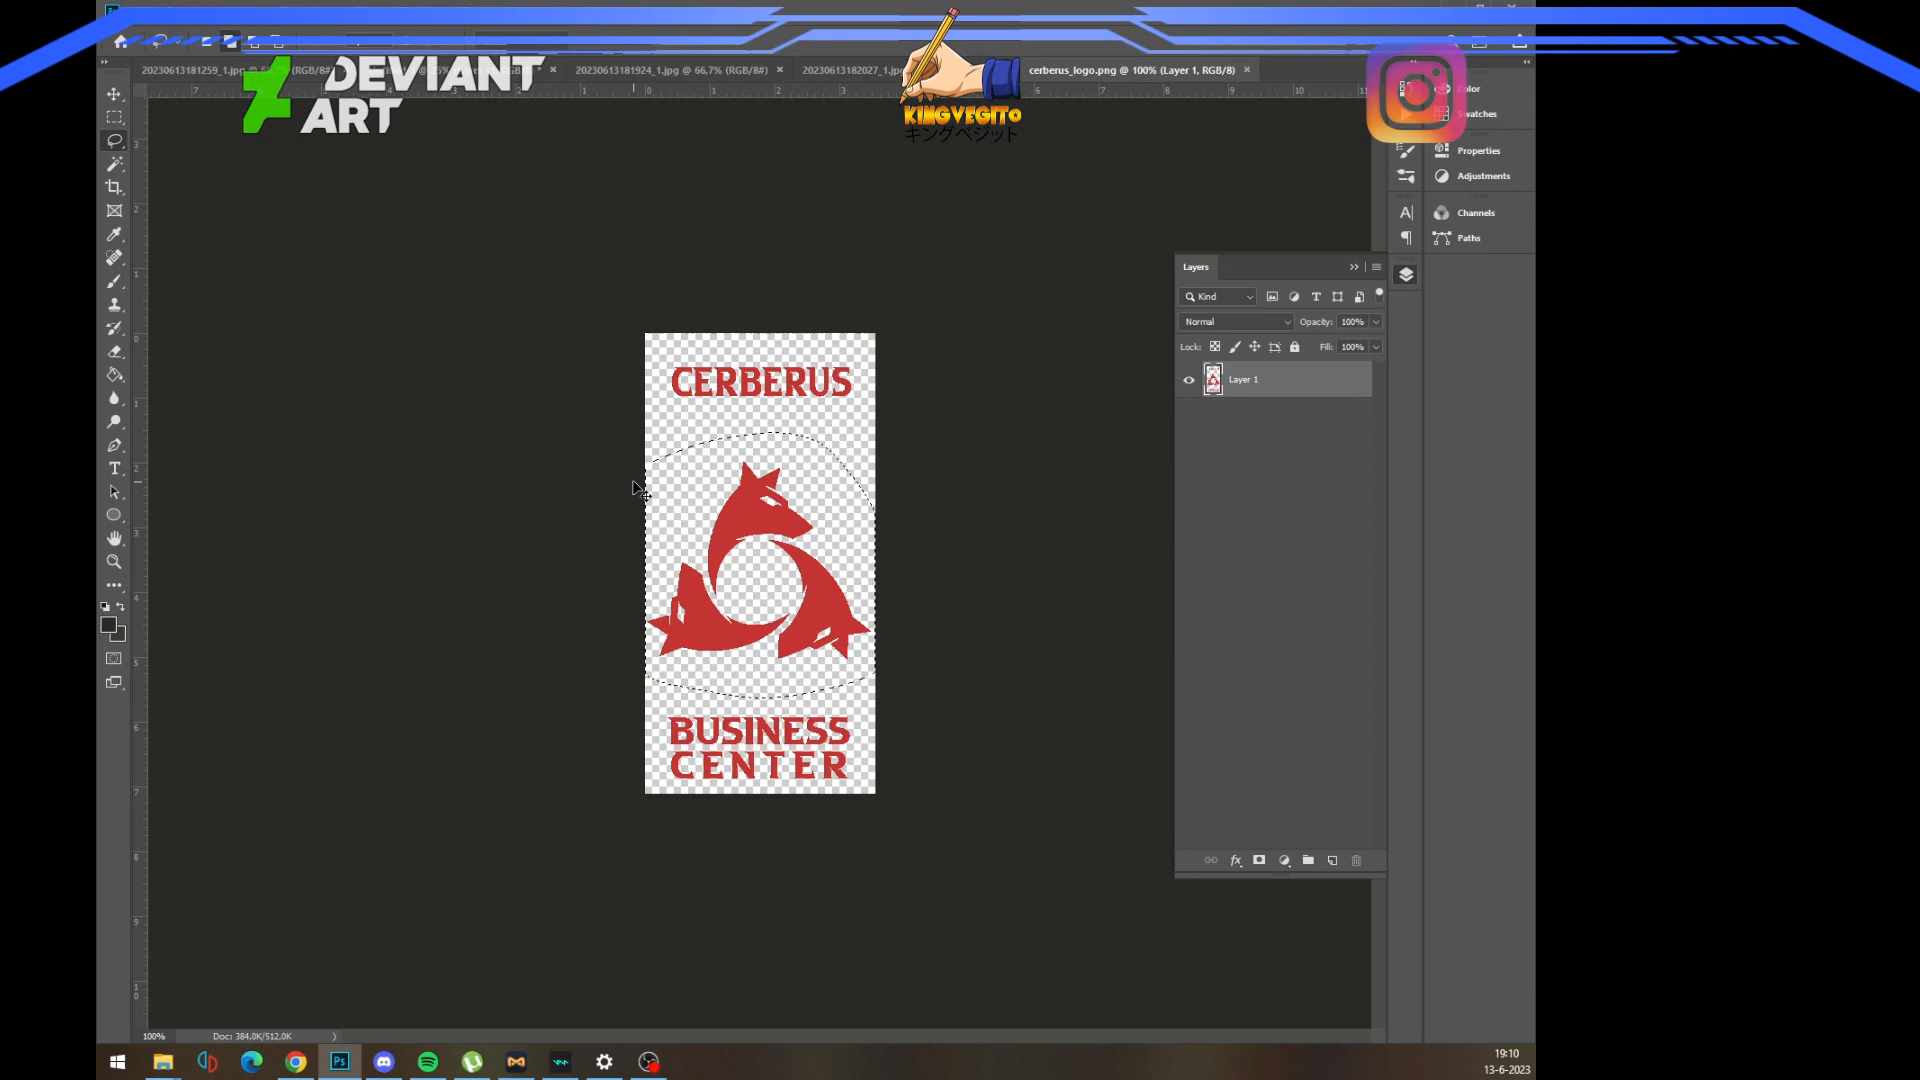 20230613181259_1.jpg @ 66,7% (RGB/8#)
20230613181924_1.jpg @ 66,7% (RGB/8#)
20230613182027_1.jpg
cerberus_logo.png @ 100% (Layer 1, RGB/8)
DEVIANT
ART
KINGVEGITO
キングベジット
Color
Swatches
Properties
Adjustments
Channels
Paths
Layers
Kind
Normal
Opacity: 100%
Lock:
Fill: 100%
Layer 1
CERBERUS
BUSINESS
CENTER
100%
Doc: 384,0K/512,0K
19:10
13-6-2023